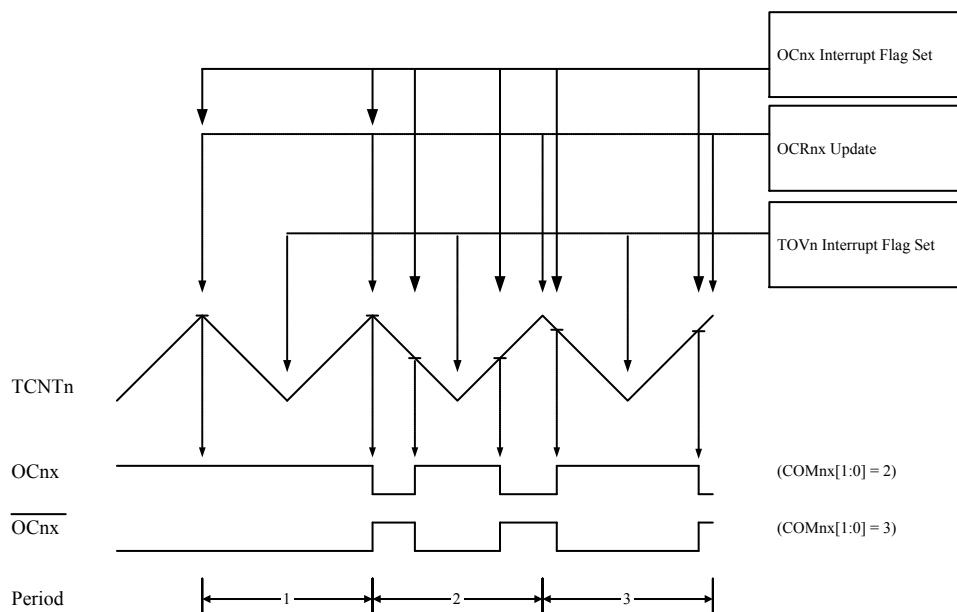 OCnx Interrupt Flag Set
OCRnx Update
TOVn Interrupt Flag Set
TCNTn
OCnx (COMnx[1:0] = 2)
OCnx (COMnx[1:0] = 3)
Period 1 2 3